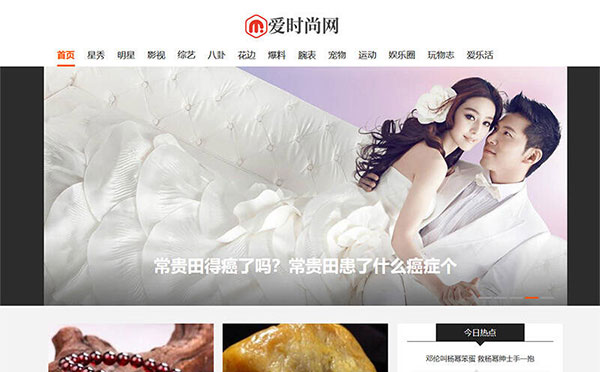 爱时尚网
首页 星秀 明星 影视 综艺 八卦 花边 爆料 腕表 宠物 运动 娱乐圈 玩物志 爱乐活
常贵田得癌了吗？常贵田患了什么癌症个
今日热点
邓伦叫杨幂笨蛋 救杨幂绅士手一抱